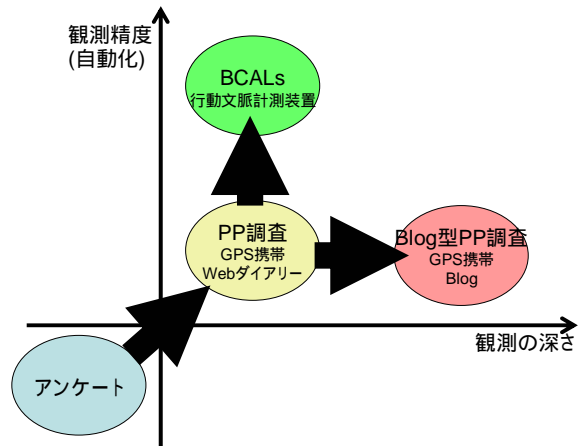 観測精度
(自動化)
BCALs
行動文脈計測装置
PP調査
GPS携帯
Webダイアリー
Blog型PP調査
GPS携帯
Blog
観測の深さ
アンケート